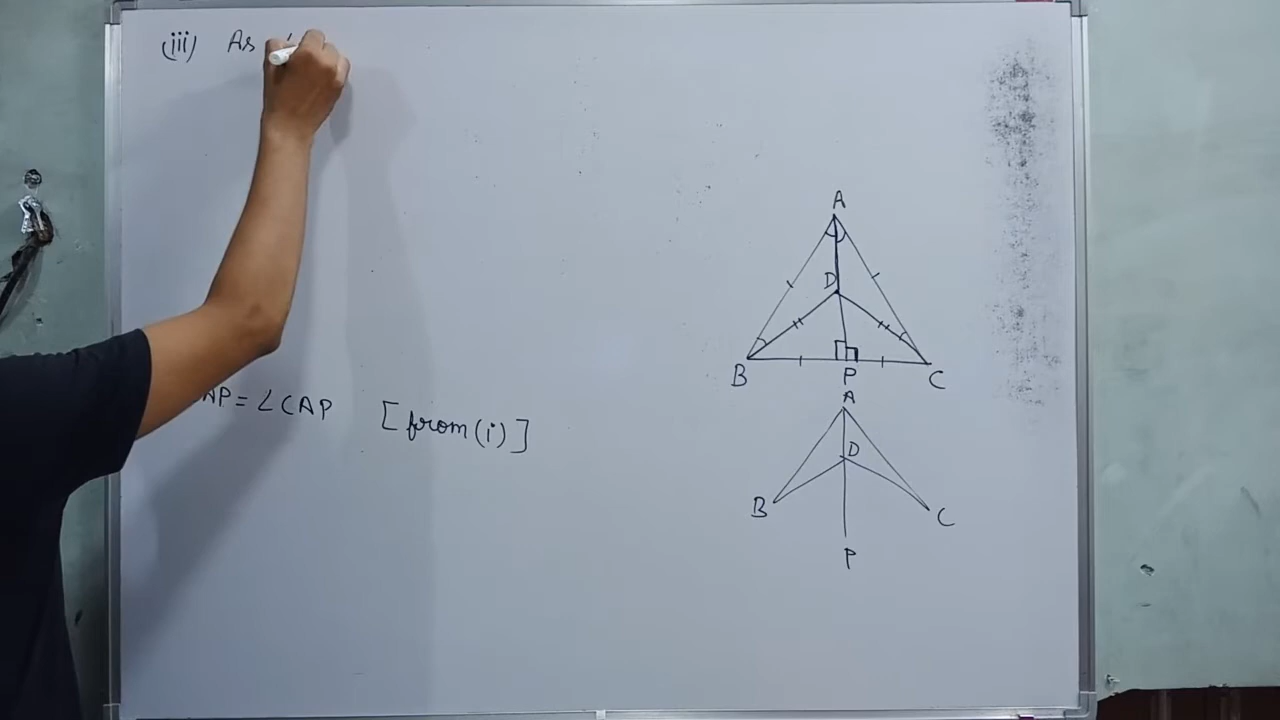 (iii) As
A
D
B P C
AP = ∠CAP [from (i)]
A
D
B C
P